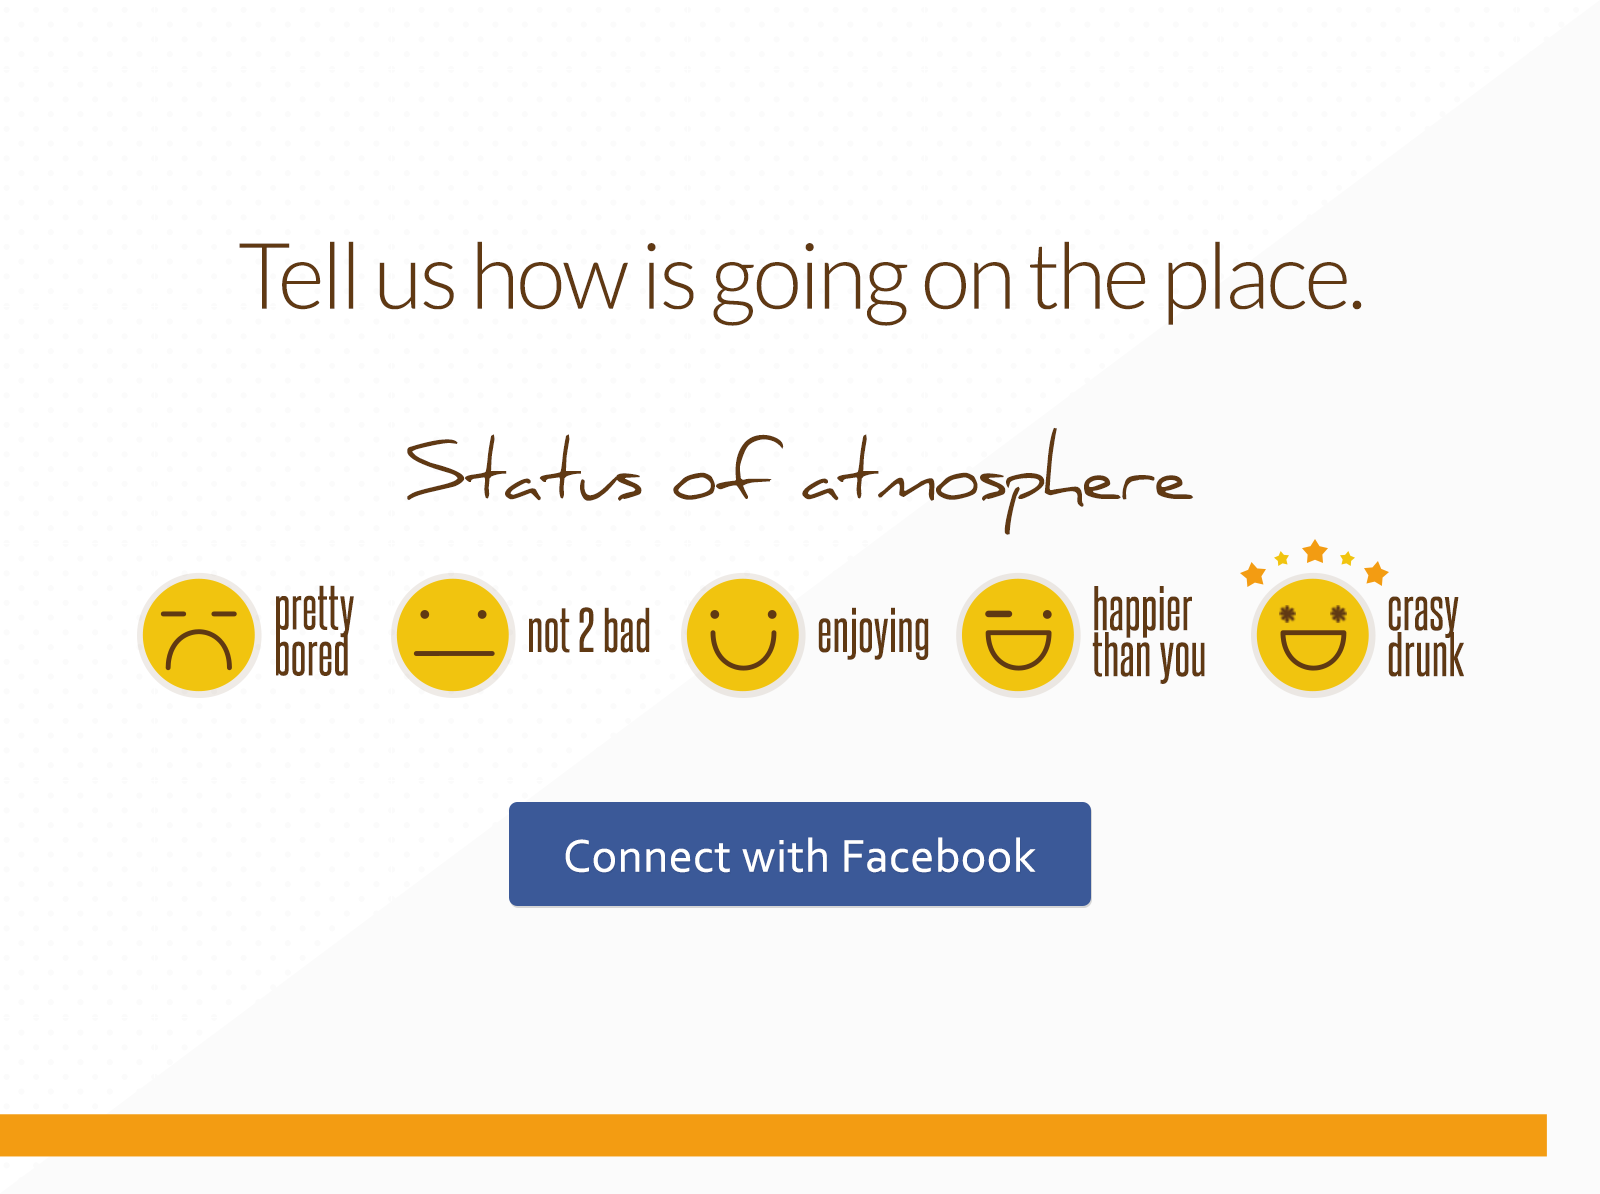 Tell us how is going on the place.
Status of atmosphere
pretty
bored
not 2 bad
enjoying
happier
than you
crasy
drunk
Connect with Facebook